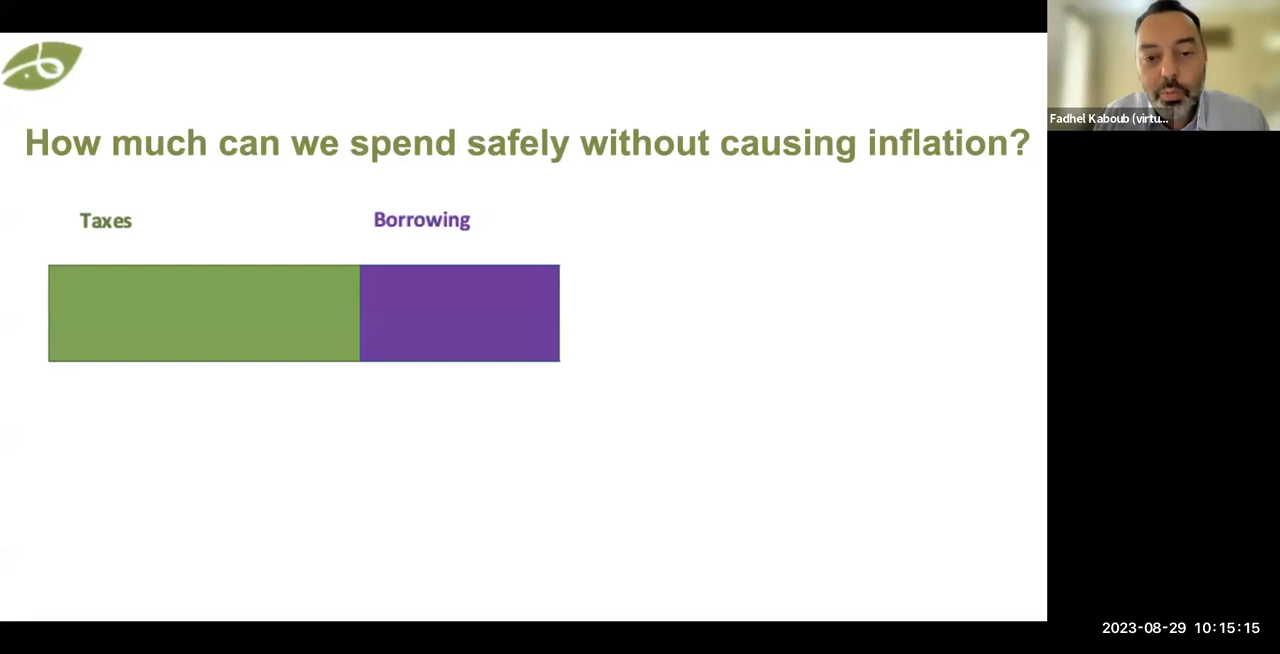 How much can we spend safely without causing inflation?
Taxes
Borrowing
Fadhel Kaboub (virtu...
2023-08-29 10:15:15